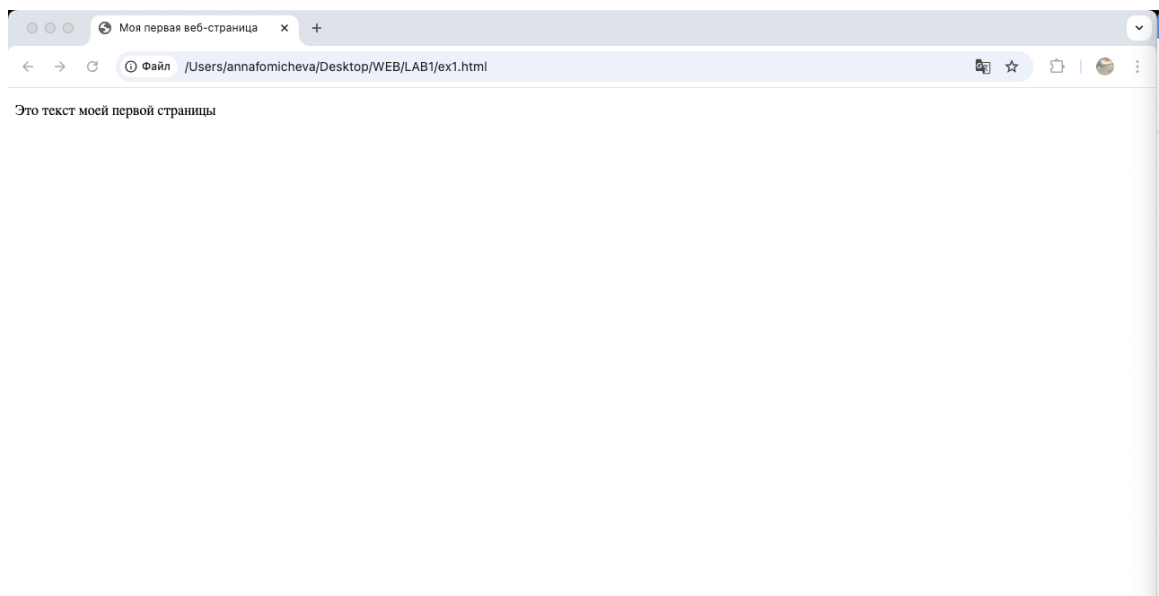 Моя первая веб-страница
Файл /Users/annafomicheva/Desktop/WEB/LAB1/ex1.html
Это текст моей первой страницы